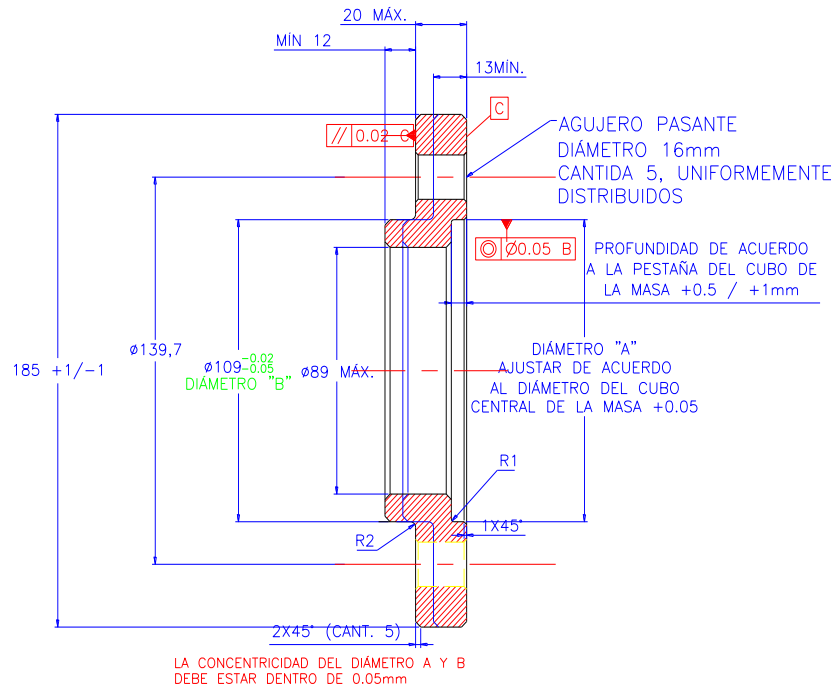 20 MÁX.
MÍN 12
13MÍN.
C
// 0.02 C
AGUJERO PASANTE
DIÁMETRO 16mm
CANTIDA 5, UNIFORMEMENTE
DISTRIBUIDOS
◎ Ø0.05 B
PROFUNDIDAD DE ACUERDO
A LA PESTAÑA DEL CUBO DE
LA MASA +0.5 / +1mm
185 +1/-1
Ø139,7
Ø109 -0.02 -0.05
DIÁMETRO "B"
Ø89 MÁX.
DIÁMETRO "A"
AJUSTAR DE ACUERDO
AL DIÁMETRO DEL CUBO
CENTRAL DE LA MASA +0.05
R1
R2
1X45°
2X45° (CANT. 5)
LA CONCENTRICIDAD DEL DIÁMETRO A Y B
DEBE ESTAR DENTRO DE 0.05mm